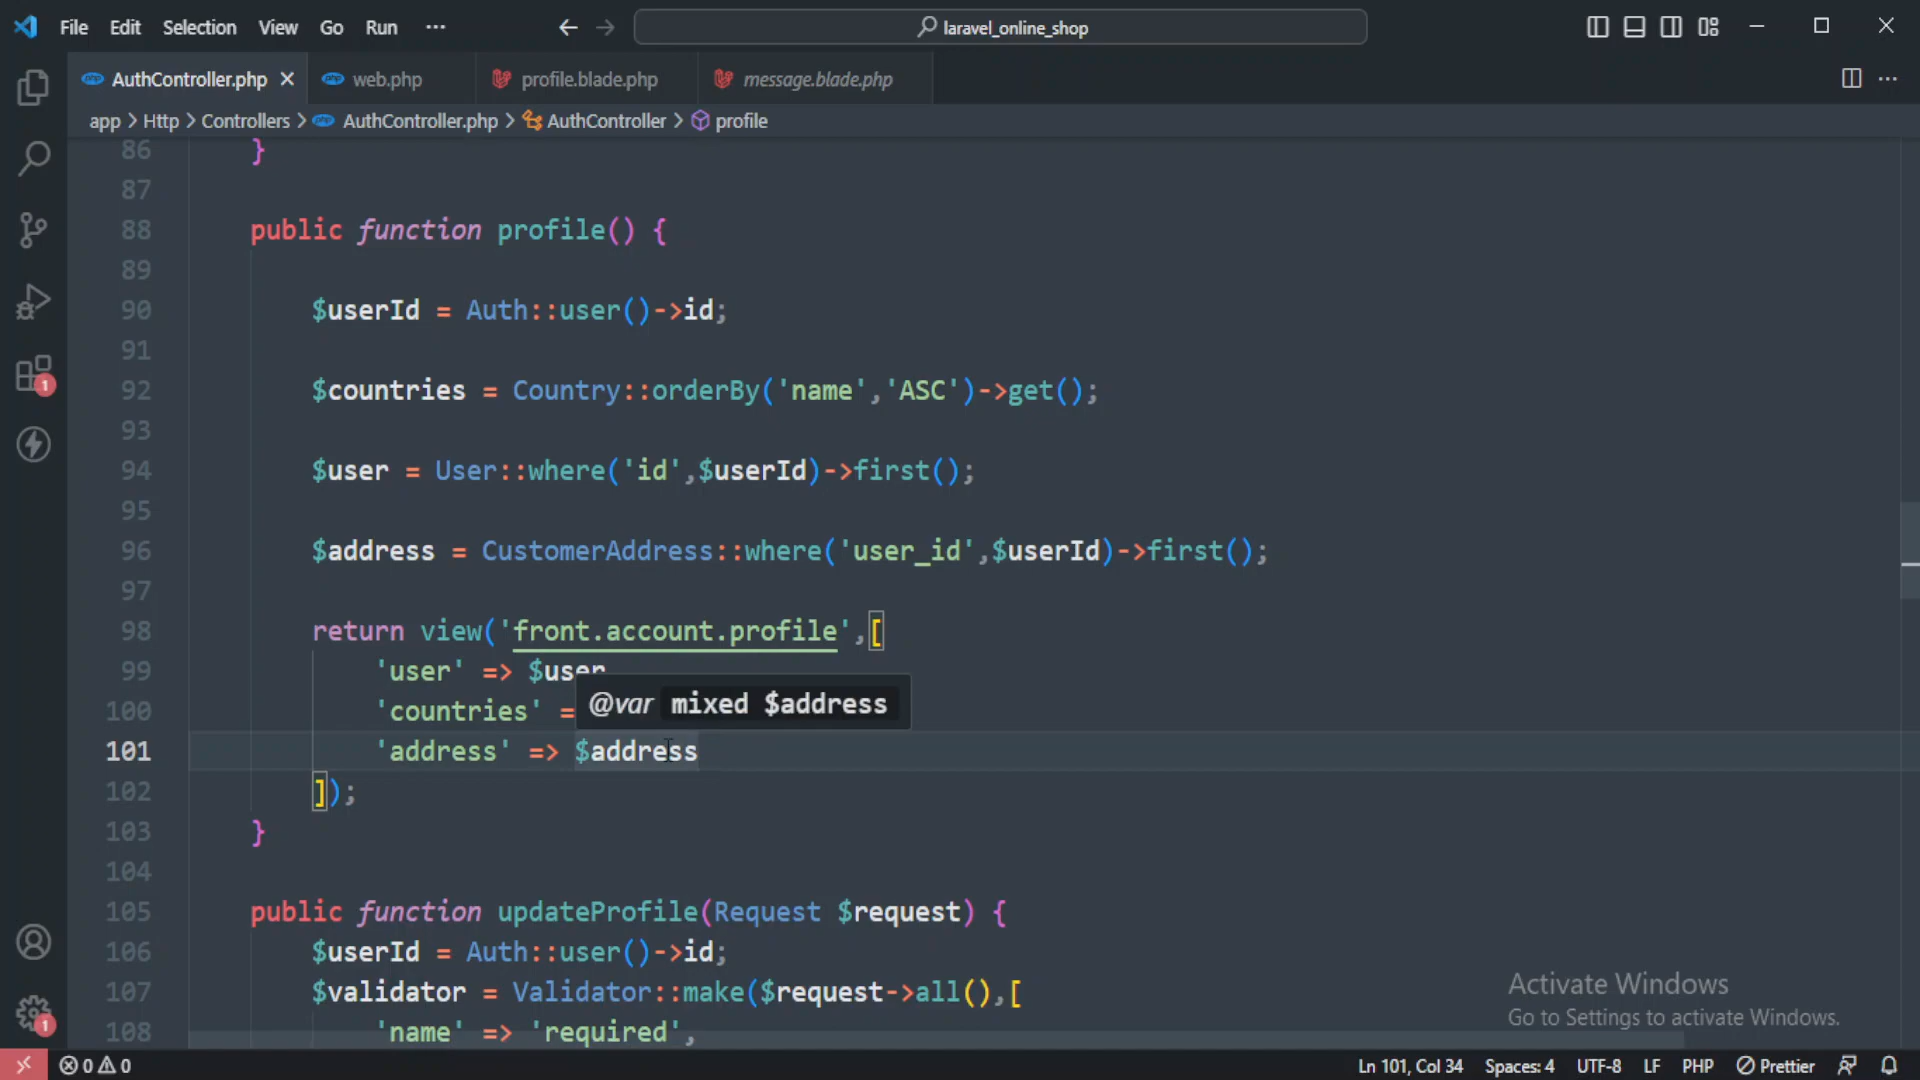 File Edit Selection View Go Run ···
laravel_online_shop
AuthController.php
web.php
profile.blade.php
message.blade.php
app > Http > Controllers > AuthController.php > AuthController > profile
86 }
87
88 public function profile() {
89
90 $userId = Auth::user()->id;
91
92 $countries = Country::orderBy('name','ASC')->get();
93
94 $user = User::where('id',$userId)->first();
95
96 $address = CustomerAddress::where('user_id',$userId)->first();
97
98 return view('front.account.profile',[
99 'user' => $user
@var mixed $address
100 'countries' =
101 'address' => $address
102 ]);
103 }
104
105 public function updateProfile(Request $request) {
106 $userId = Auth::user()->id;
107 $validator = Validator::make($request->all(),[
108 'name' => 'required',
1
1
Activate Windows
Go to Settings to activate Windows.
0 0
Ln 101, Col 34 Spaces: 4 UTF-8 LF PHP Prettier